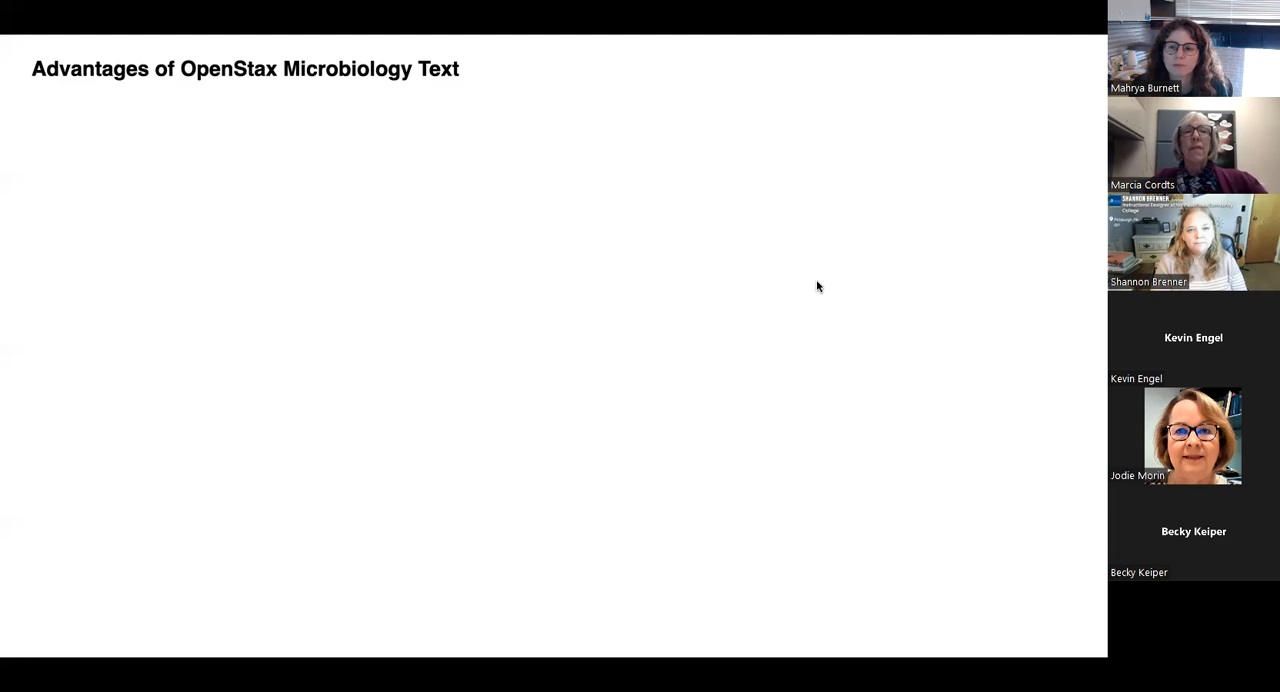 Advantages of OpenStax Microbiology Text
Mahrya Burnett
Marcia Cordts
SHANNON BRENNER
College
Shannon Brenner
Kevin Engel
Kevin Engel
Jodie Morin
Becky Keiper
Becky Keiper